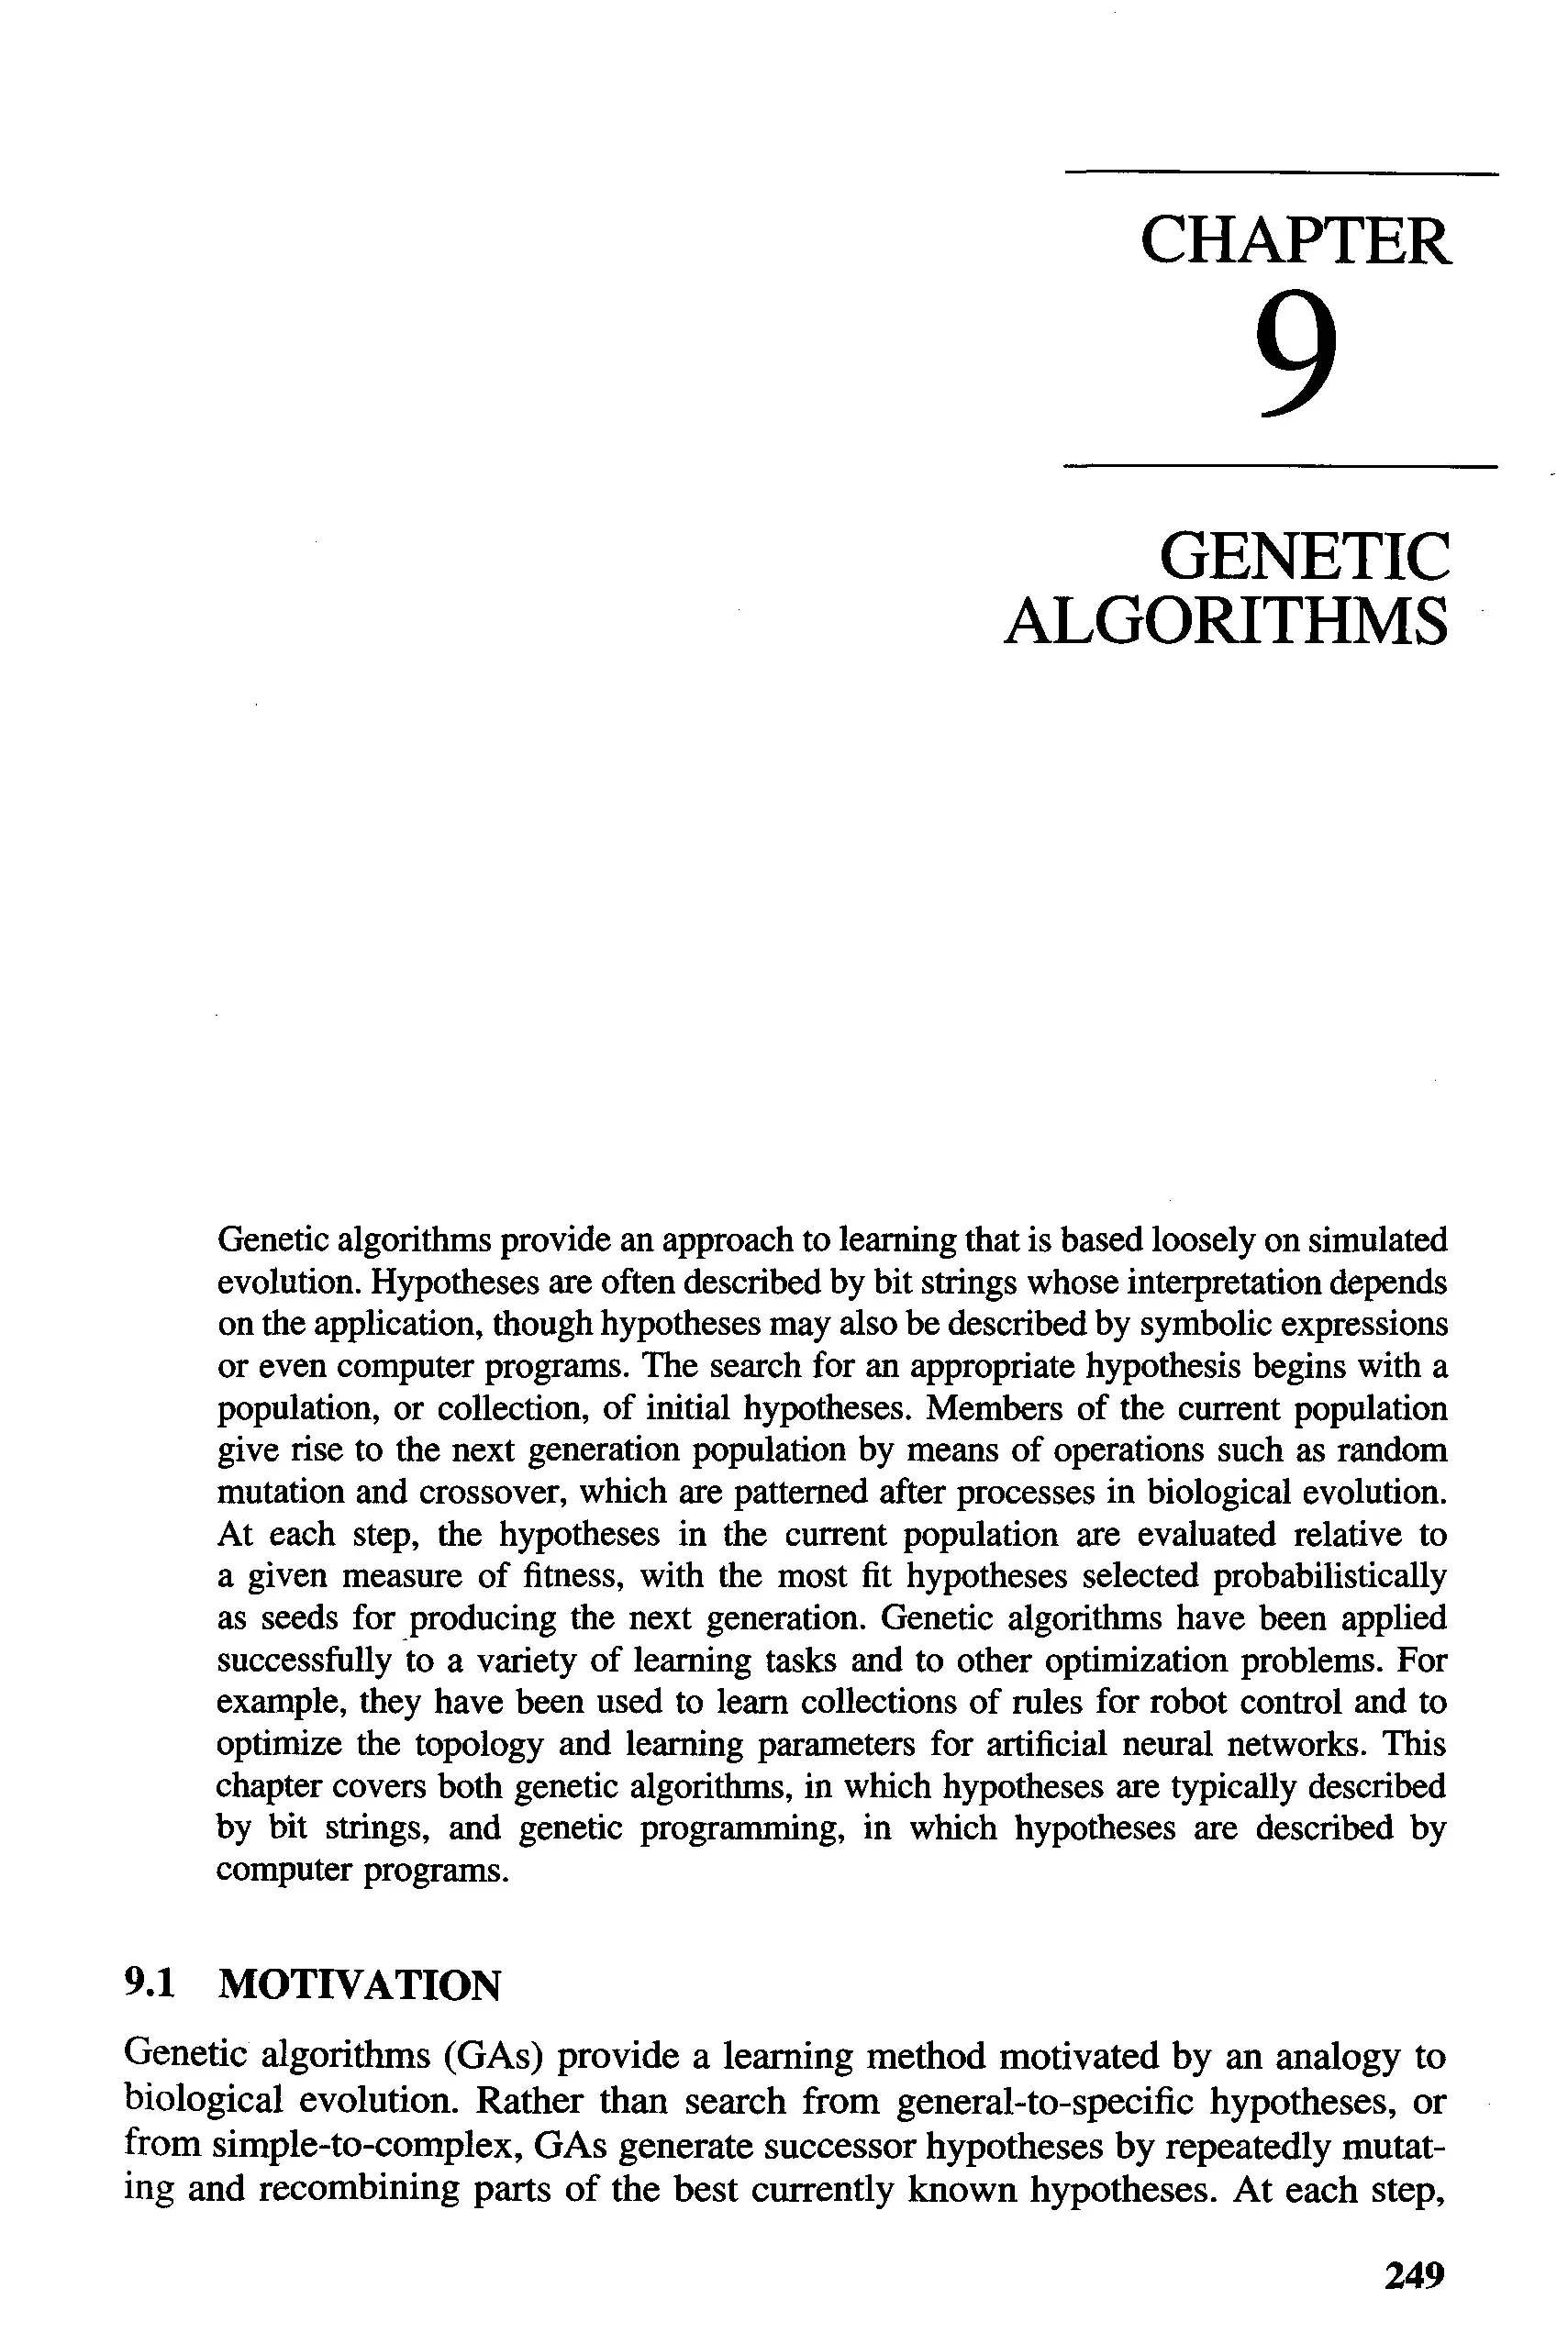 CHAPTER
9
GENETIC
ALGORITHMS
Genetic algorithms provide an approach to learning that is based loosely on simulated
evolution. Hypotheses are often described by bit strings whose interpretation depends
on the application, though hypotheses may also be described by symbolic expressions
or even computer programs. The search for an appropriate hypothesis begins with a
population, or collection, of initial hypotheses. Members of the current population
give rise to the next generation population by means of operations such as random
mutation and crossover, which are patterned after processes in biological evolution.
At each step, the hypotheses in the current population are evaluated relative to
a given measure of fitness, with the most fit hypotheses selected probabilistically
as seeds for producing the next generation. Genetic algorithms have been applied
successfully to a variety of learning tasks and to other optimization problems. For
example, they have been used to learn collections of rules for robot control and to
optimize the topology and learning parameters for artificial neural networks. This
chapter covers both genetic algorithms, in which hypotheses are typically described
by bit strings, and genetic programming, in which hypotheses are described by
computer programs.
9.1 MOTIVATION
Genetic algorithms (GAs) provide a learning method motivated by an analogy to
biological evolution. Rather than search from general-to-specific hypotheses, or
from simple-to-complex, GAs generate successor hypotheses by repeatedly mutat-
ing and recombining parts of the best currently known hypotheses. At each step,
249